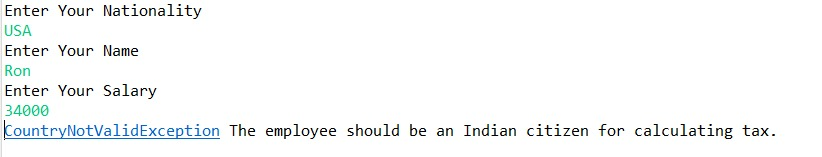 Enter Your Nationality
USA
Enter Your Name
Ron
Enter Your Salary
34000
CountryNotValidException The employee should be an Indian citizen for calculating tax.